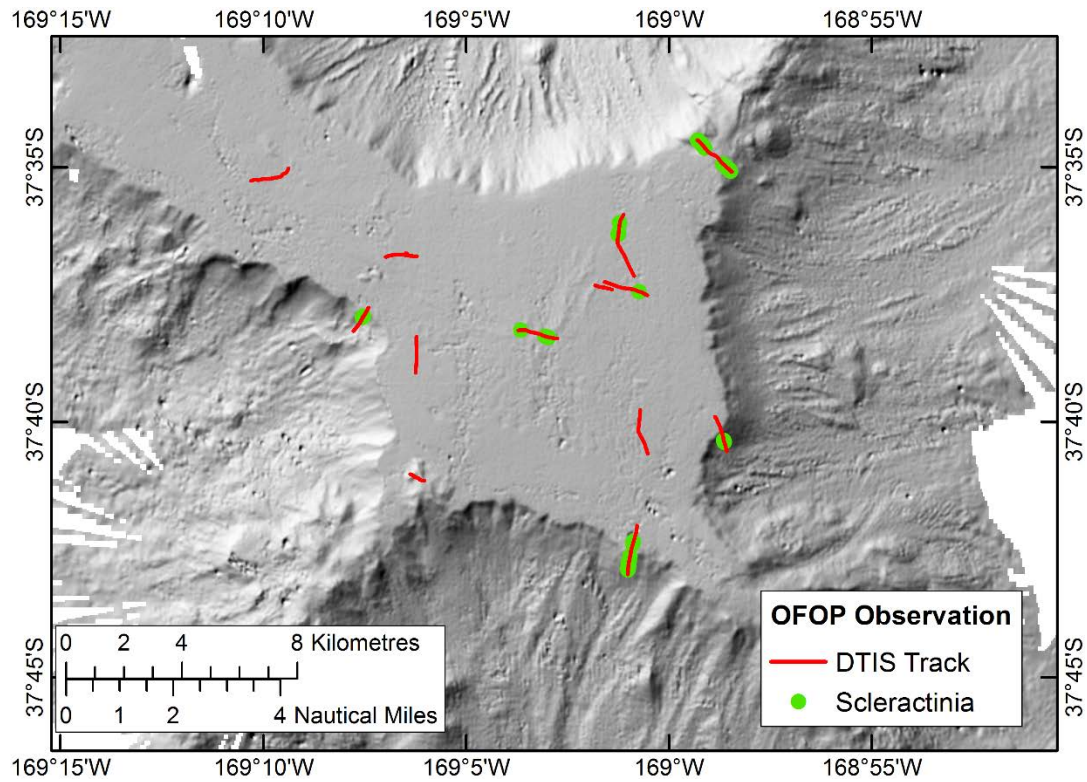 169°15'W 169°10'W 169°5'W 169°0'W 168°55'W
37°35'S 37°35'S
37°40'S 37°40'S
OFOP Observation
DTIS Track
Scleractinia
0 2 4 8 Kilometres
0 1 2 4 Nautical Miles
37°45'S 37°45'S
169°15'W 169°10'W 169°5'W 169°0'W 168°55'W